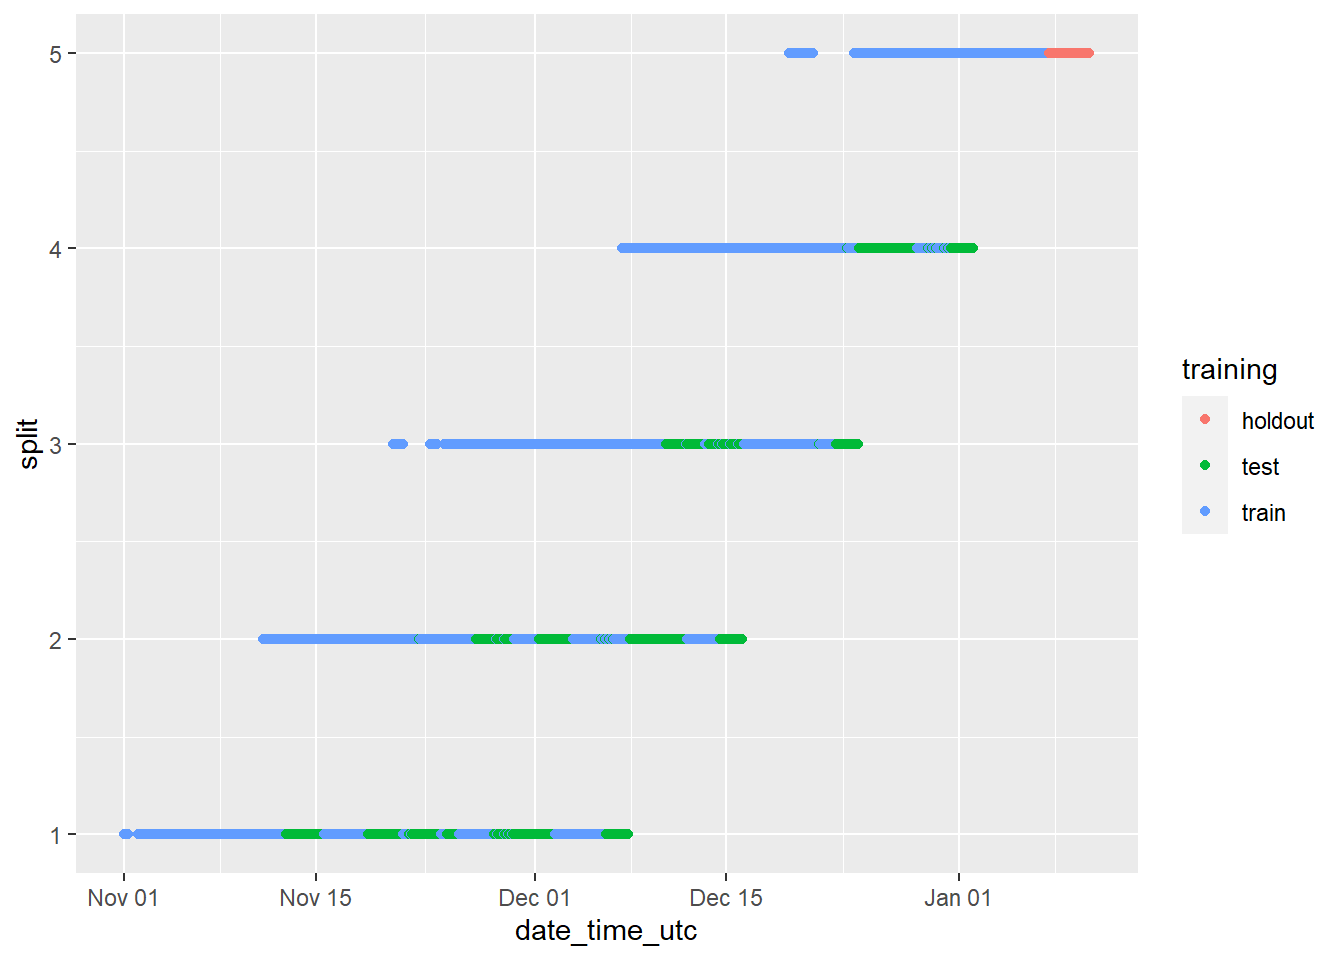 5
4
3
2
1
split
Nov 01
Nov 15
Dec 01
Dec 15
Jan 01
date_time_utc
training
holdout
test
train